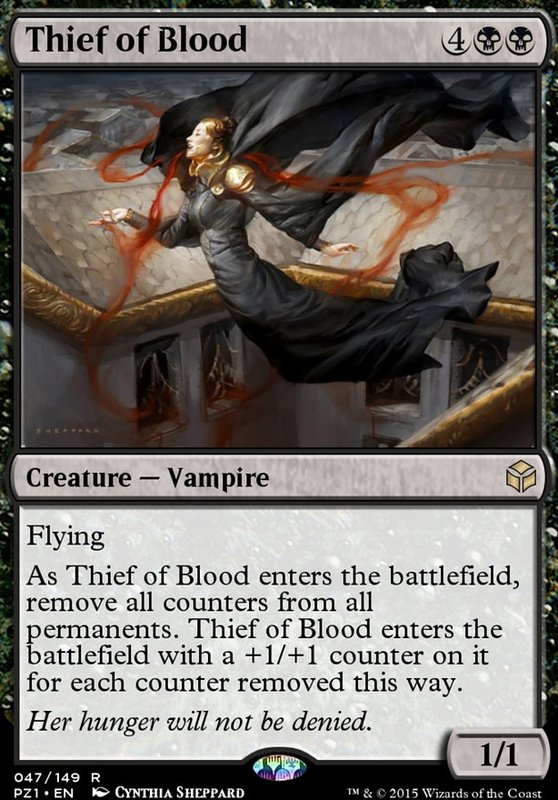 Thief of Blood 4
SHEPPARD
Creature — Vampire
Flying
As Thief of Blood enters the battlefield,
remove all counters from all
permanents. Thief of Blood enters the
battlefield with a +1/+1 counter on it
for each counter removed this way.
Her hunger will not be denied.
1/1
047/149 R
PZ1 • EN Cynthia Sheppard
™ & © 2015 Wizards of the Coast